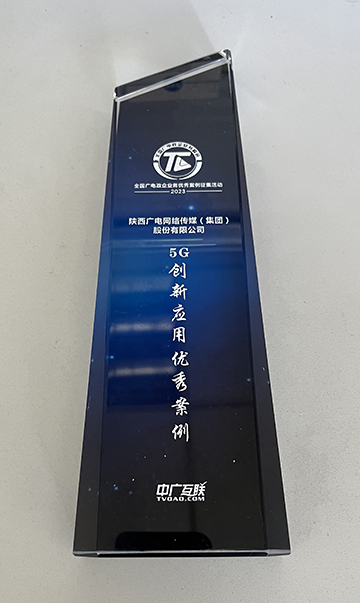 全国广电政企业务优秀案例征集活动
2023
陕西广电网络传媒（集团）
股份有限公司
5G
创新应用优秀案例
中广互联
TVOAO.COM